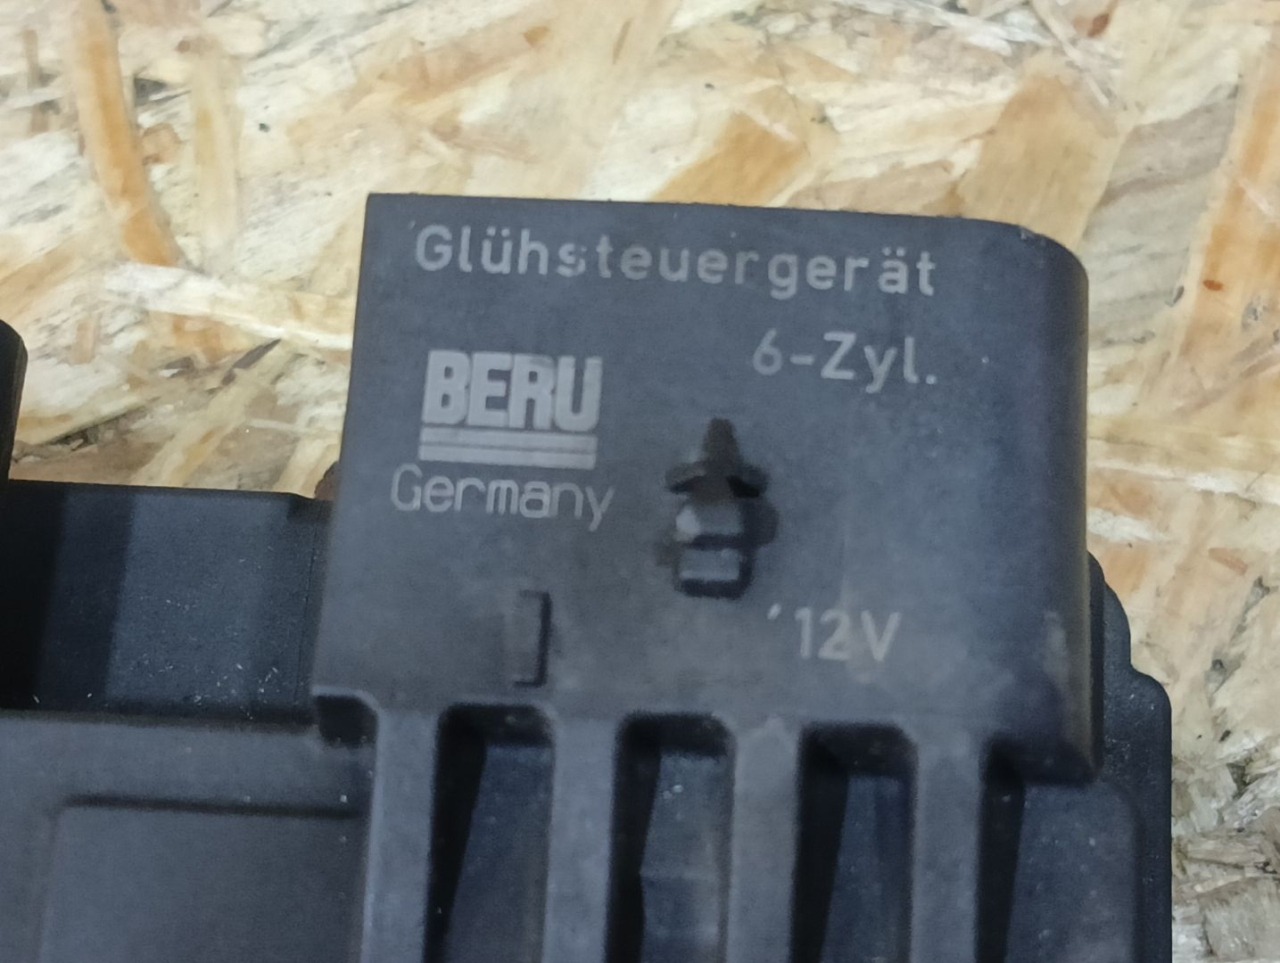 Glühsteuergerät
6-Zyl.
BERU
Germany
12V